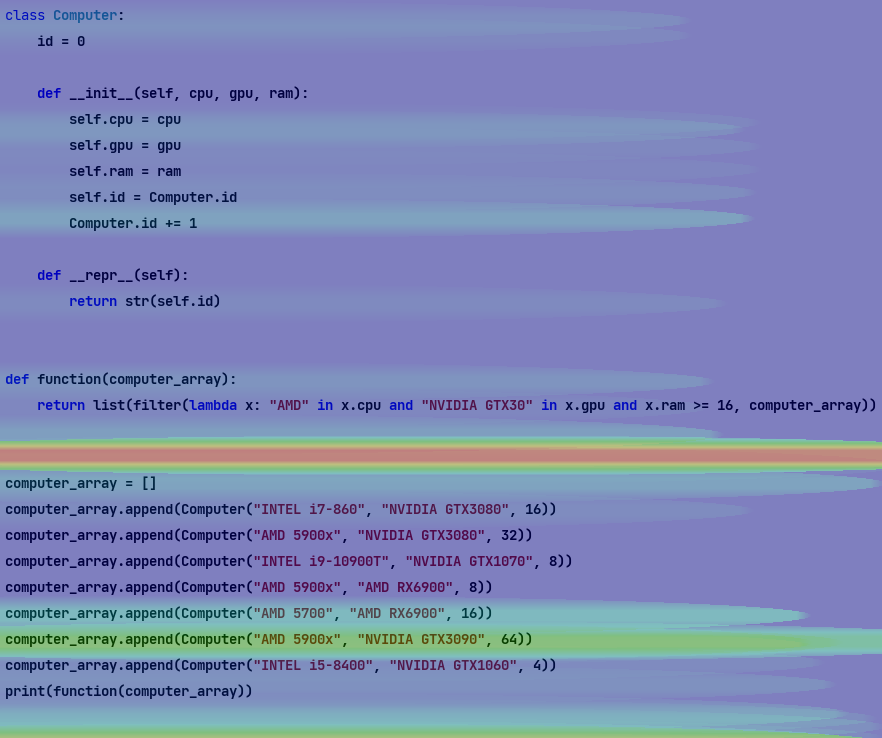 class Computer:
    id = 0
    def __init__(self, cpu, gpu, ram):
        self.cpu = cpu
        self.gpu = gpu
        self.ram = ram
        self.id = Computer.id
        Computer.id += 1
    def __repr__(self):
        return str(self.id)
def function(computer_array):
    return list(filter(lambda x: "AMD" in x.cpu and "NVIDIA GTX30" in x.gpu and x.ram >= 16, computer_array))
computer_array = []
computer_array.append(Computer("INTEL i7-860", "NVIDIA GTX3080", 16))
computer_array.append(Computer("AMD 5900x", "NVIDIA GTX3080", 32))
computer_array.append(Computer("INTEL i9-10900T", "NVIDIA GTX1070", 8))
computer_array.append(Computer("AMD 5900x", "AMD RX6900", 8))
computer_array.append(Computer("AMD 5700", "AMD RX6900", 16))
computer_array.append(Computer("AMD 5900x", "NVIDIA GTX3090", 64))
computer_array.append(Computer("INTEL i5-8400", "NVIDIA GTX1060", 4))
print(function(computer_array))